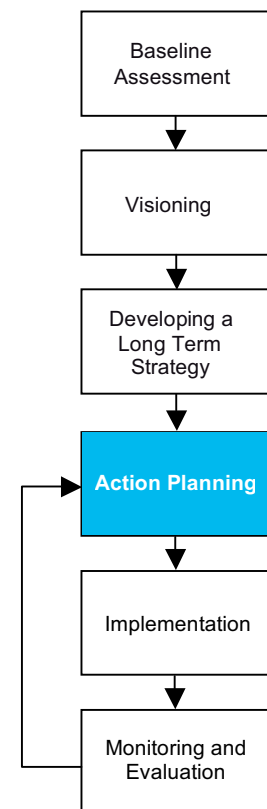 Baseline
Assessment
Visioning
Developing a
Long Term
Strategy
Action Planning
Implementation
Monitoring and
Evaluation